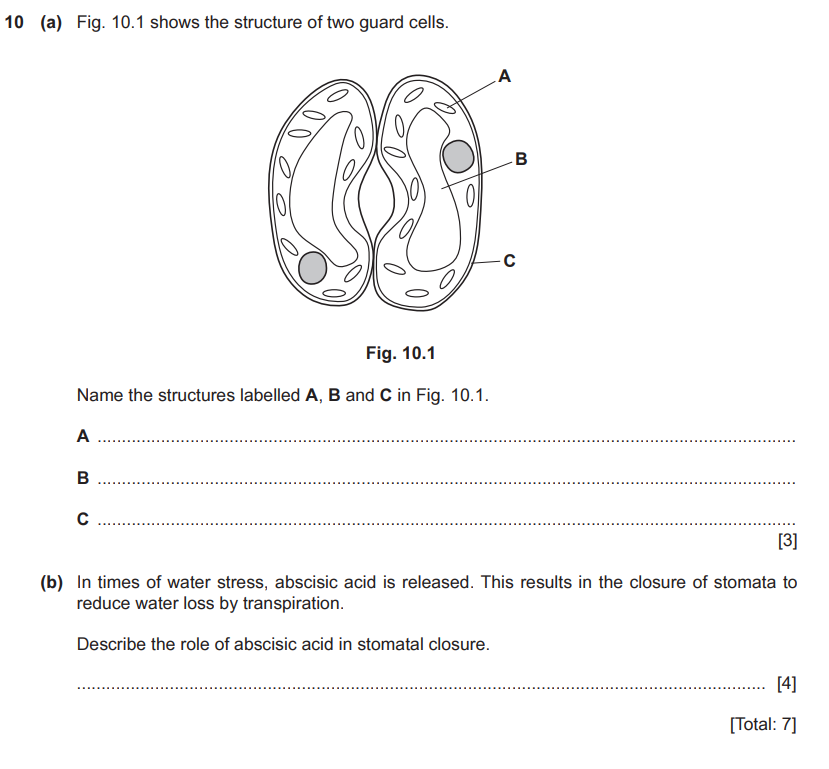 10 (a) Fig. 10.1 shows the structure of two guard cells.
A
B
C
Fig. 10.1
Name the structures labelled A, B and C in Fig. 10.1.
A ..........................................................................................................................................
B ..........................................................................................................................................
C ..........................................................................................................................................
[3]
(b) In times of water stress, abscisic acid is released. This results in the closure of stomata to
reduce water loss by transpiration.
Describe the role of abscisic acid in stomatal closure.
.......................................................................................................................................... [4]
[Total: 7]